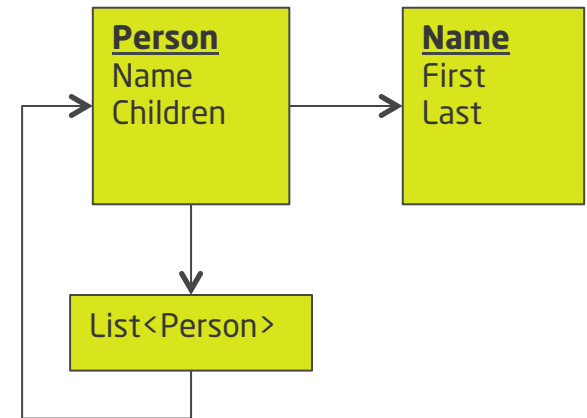 Person
Name
Children
Name
First
Last
List<Person>